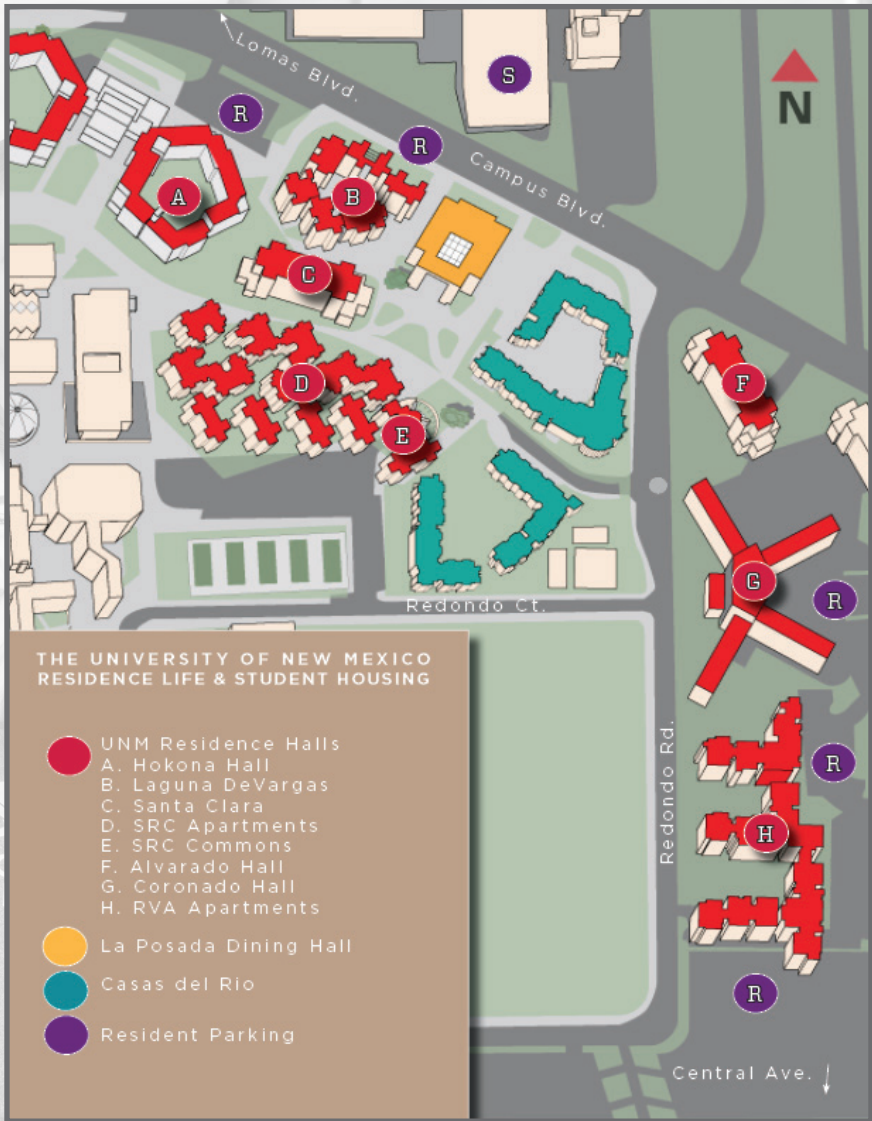 Lomas Blvd.
S
R
N
R
Campus Blvd.
A
B
C
D
F
E
G
R
Redondo Ct.
THE UNIVERSITY OF NEW MEXICO
RESIDENCE LIFE & STUDENT HOUSING
UNM Residence Halls
A. Hokona Hall
B. Laguna DeVargas
C. Santa Clara
D. SRC Apartments
E. SRC Commons
F. Alvarado Hall
G. Coronado Hall
H. RVA Apartments
La Posada Dining Hall
Casas del Rio
Resident Parking
Redondo Rd.
R
H
R
Central Ave.